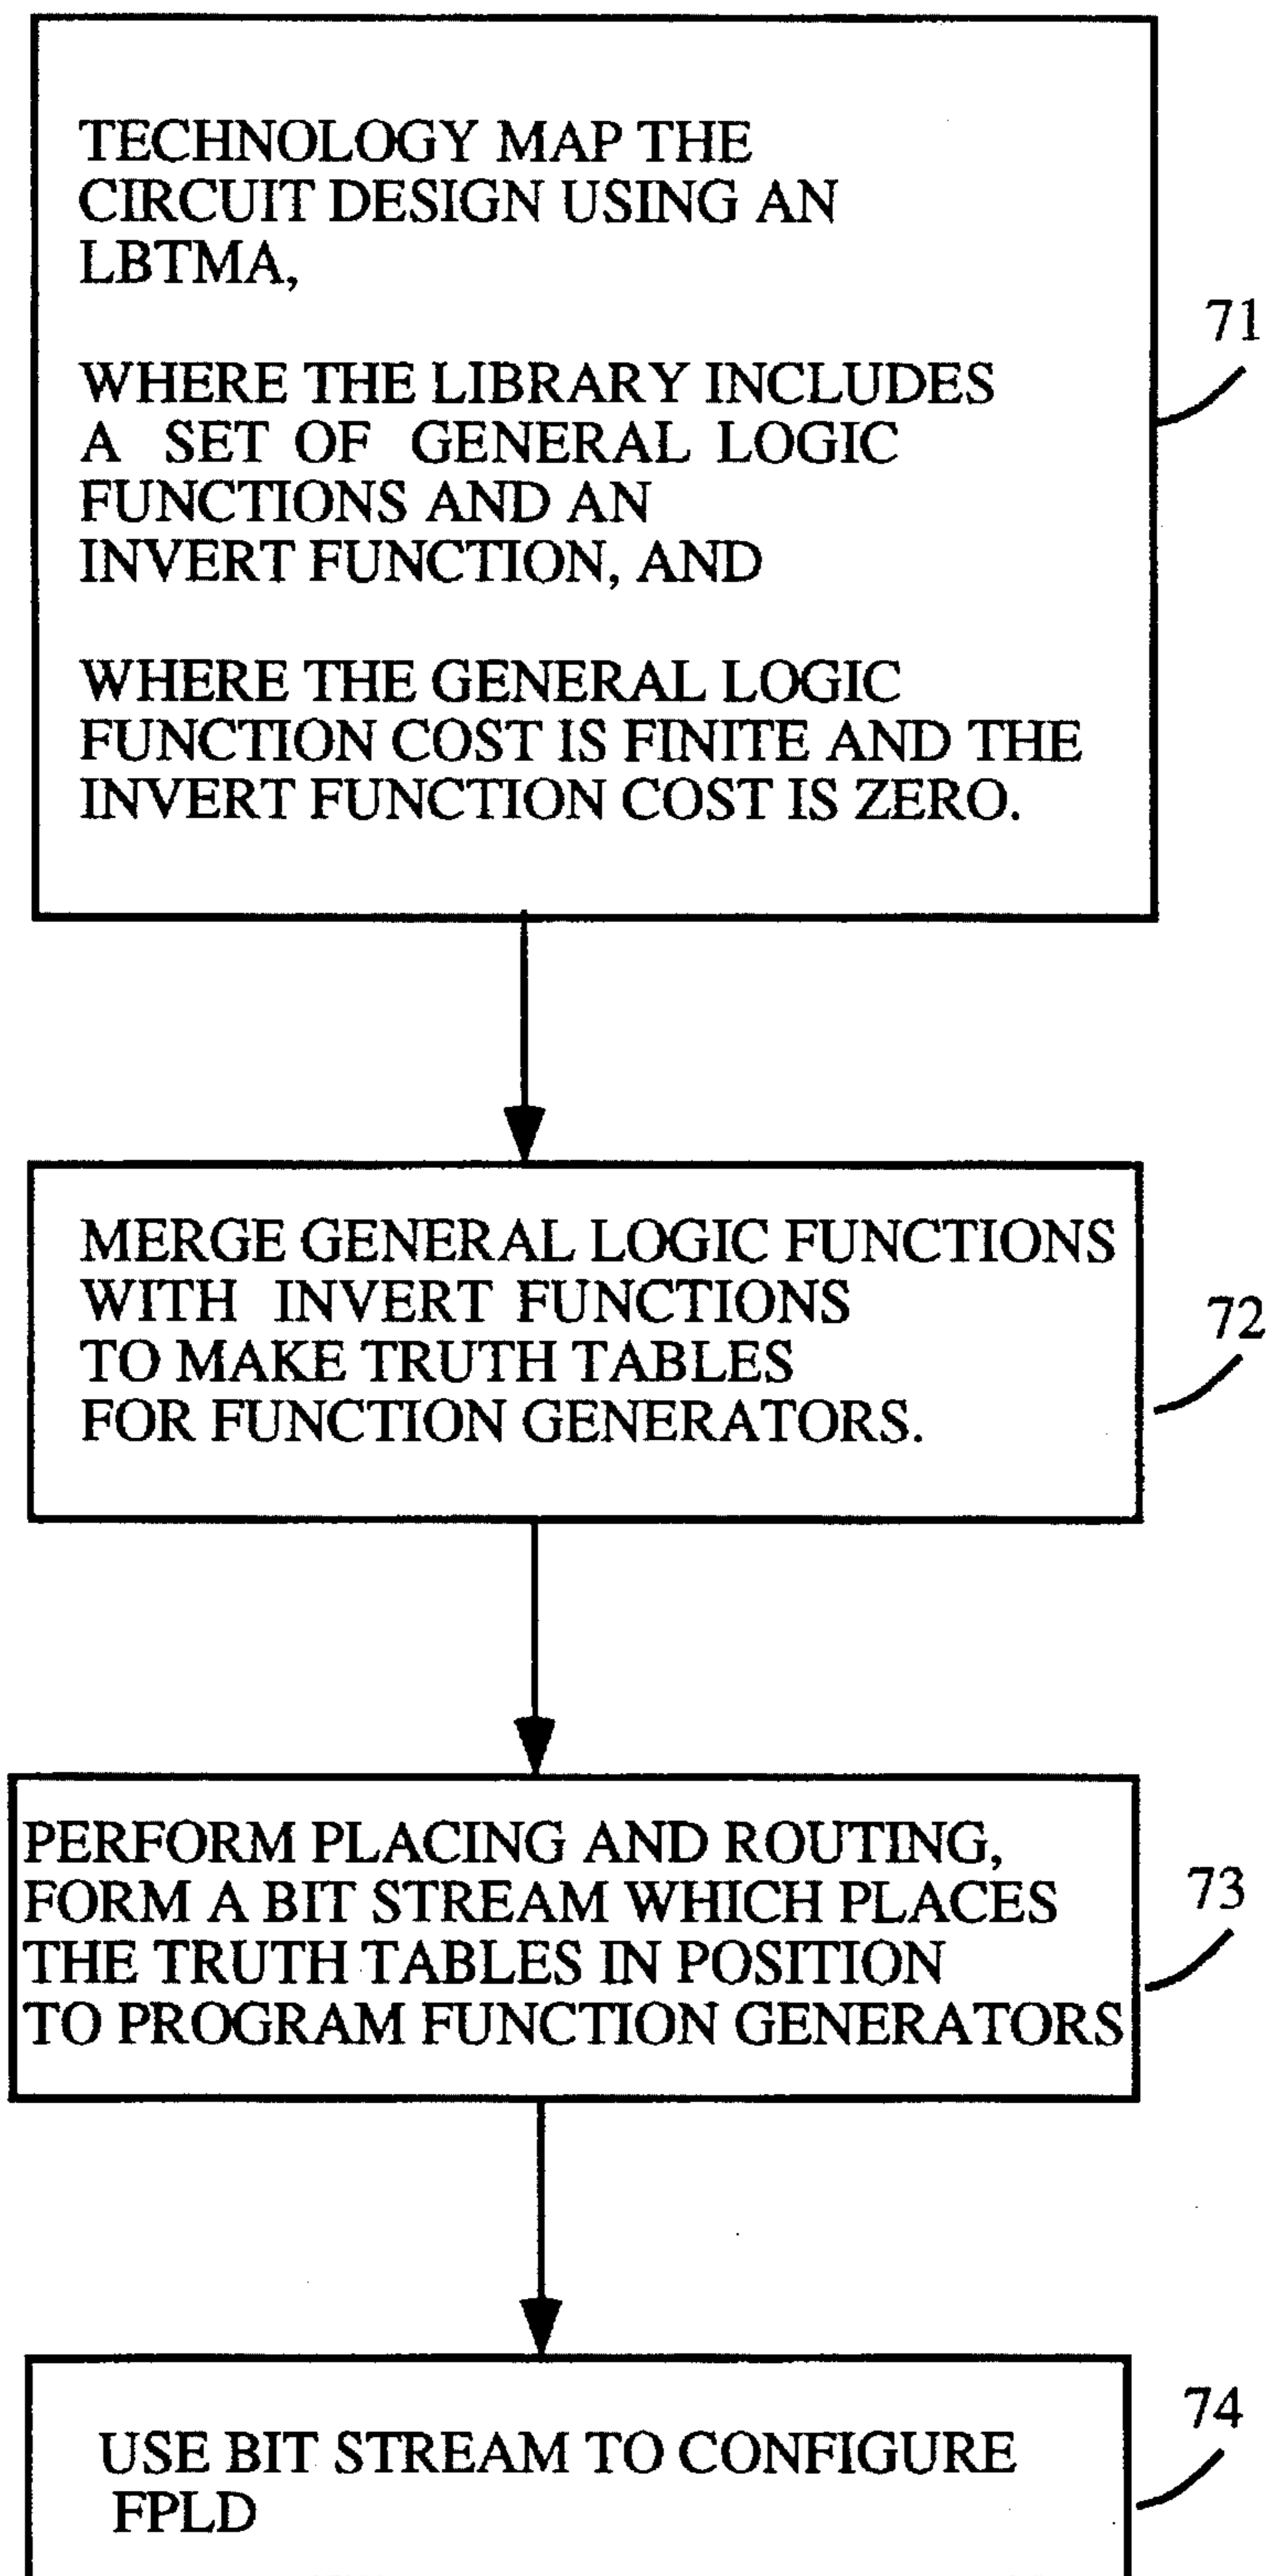 TECHNOLOGY MAP THE
CIRCUIT DESIGN USING AN
LBTMA,
WHERE THE LIBRARY INCLUDES
A SET OF GENERAL LOGIC
FUNCTIONS AND AN
INVERT FUNCTION, AND
WHERE THE GENERAL LOGIC
FUNCTION COST IS FINITE AND THE
INVERT FUNCTION COST IS ZERO.
71
MERGE GENERAL LOGIC FUNCTIONS
WITH INVERT FUNCTIONS
TO MAKE TRUTH TABLES
FOR FUNCTION GENERATORS.
72
PERFORM PLACING AND ROUTING,
FORM A BIT STREAM WHICH PLACES
THE TRUTH TABLES IN POSITION
TO PROGRAM FUNCTION GENERATORS
73
USE BIT STREAM TO CONFIGURE
FPLD
74